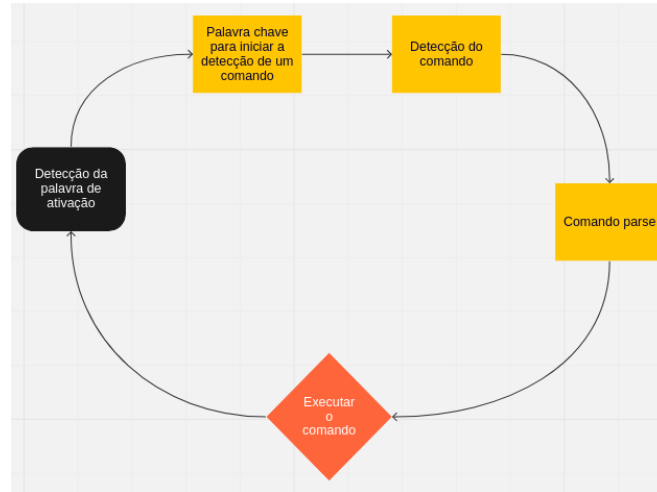 Palavra chave
para iniciar a
detecção de um
comando
Detecção do
comando
Detecção da
palavra de
ativação
Comando parse
Executar
o
comando